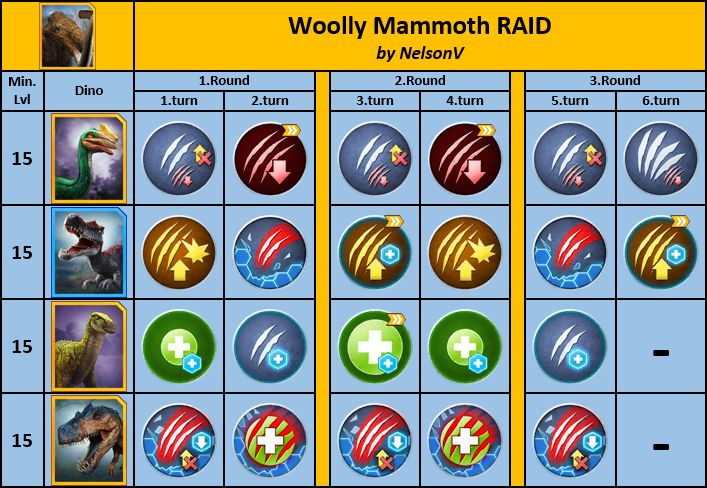 Woolly Mammoth RAID
by NelsonV
Min. Lvl
Dino
1.Round
2.Round
3.Round
1.turn
2.turn
3.turn
4.turn
5.turn
6.turn
15
15
15
-
15
-